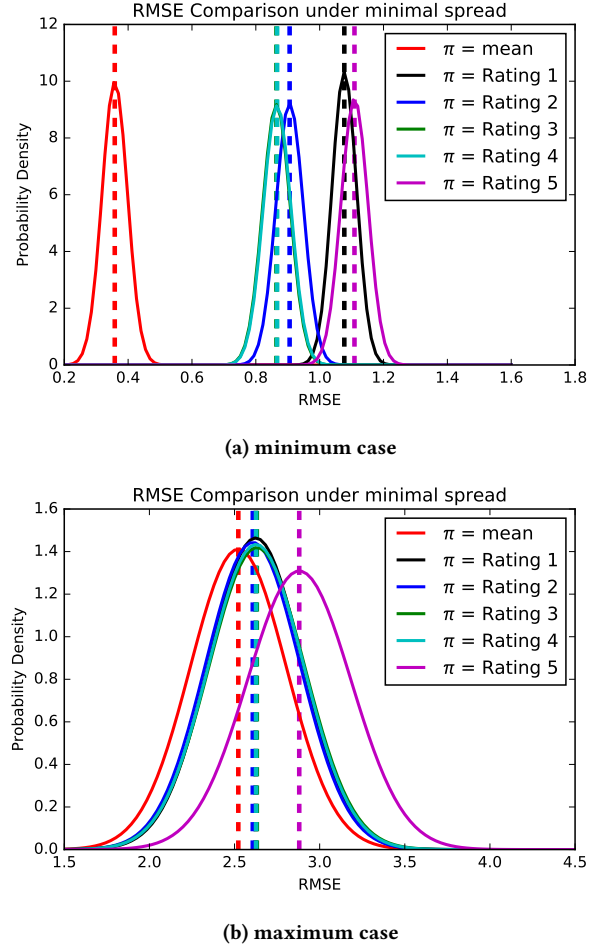 RMSE Comparison under minimal spread
12
10
8
6
4
2
0
Probability Density
π = mean
π = Rating 1
π = Rating 2
π = Rating 3
π = Rating 4
π = Rating 5
0.2 0.4 0.6 0.8 1.0 1.2 1.4 1.6 1.8
RMSE
(a) minimum case
RMSE Comparison under minimal spread
1.6
1.4
1.2
1.0
0.8
0.6
0.4
0.2
0.0
Probability Density
π = mean
π = Rating 1
π = Rating 2
π = Rating 3
π = Rating 4
π = Rating 5
1.5 2.0 2.5 3.0 3.5 4.0 4.5
RMSE
(b) maximum case